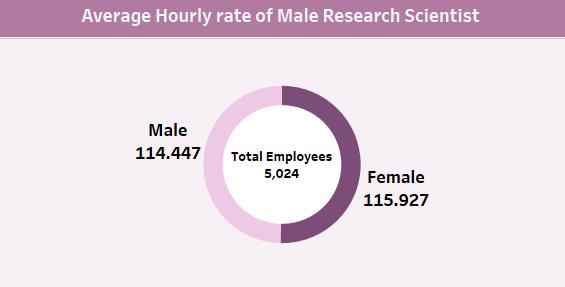 Average Hourly rate of Male Research Scientist
Male
114.447
Total Employees
5,024
Female
115.927